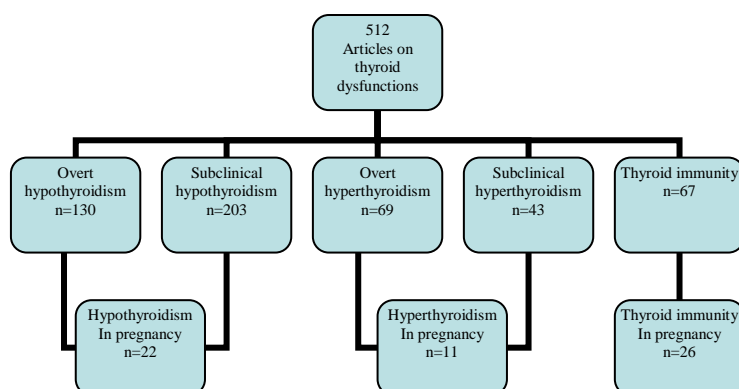 512
Articles on
thyroid
dysfunctions
Overt
hypothyroidism
n=130
Subclinical
hypothyroidism
n=203
Overt
hyperthyroidism
n=69
Subclinical
hyperthyroidism
n=43
Thyroid immunity
n=67
Hypothyroidism
In pregnancy
n=22
Hyperthyroidism
In pregnancy
n=11
Thyroid immunity
In pregnancy
n=26